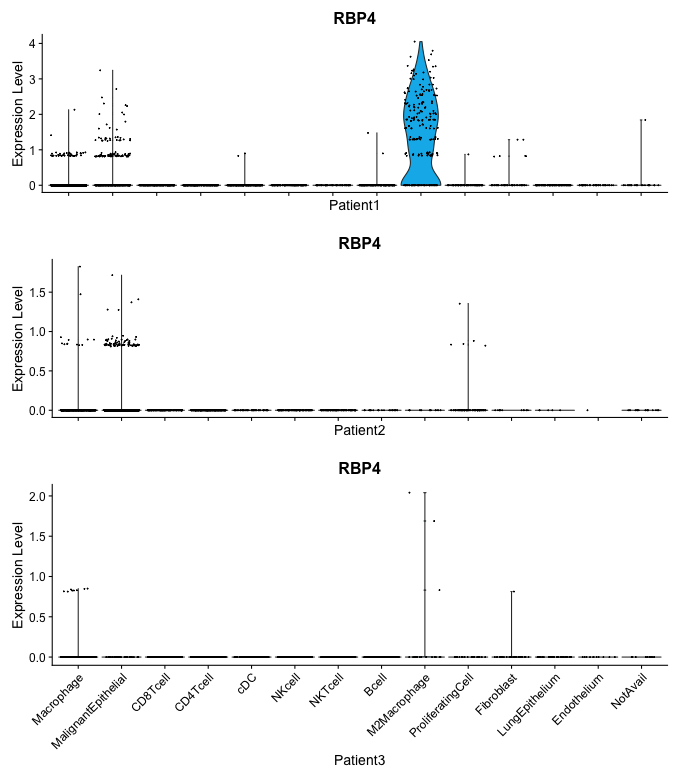 RBP4
Expression Level
4
3
2
1
0
Patient1
RBP4
Expression Level
1.5
1.0
0.5
0.0
Patient2
RBP4
Expression Level
2.0
1.5
1.0
0.5
0.0
Macrophage
MalignantEpithelial
CD8Tcell
CD4Tcell
cDC
NKcell
NKTcell
Bcell
M2Macrophage
ProliferatingCell
Fibroblast
LungEpithelium
Endothelium
NotAvail
Patient3